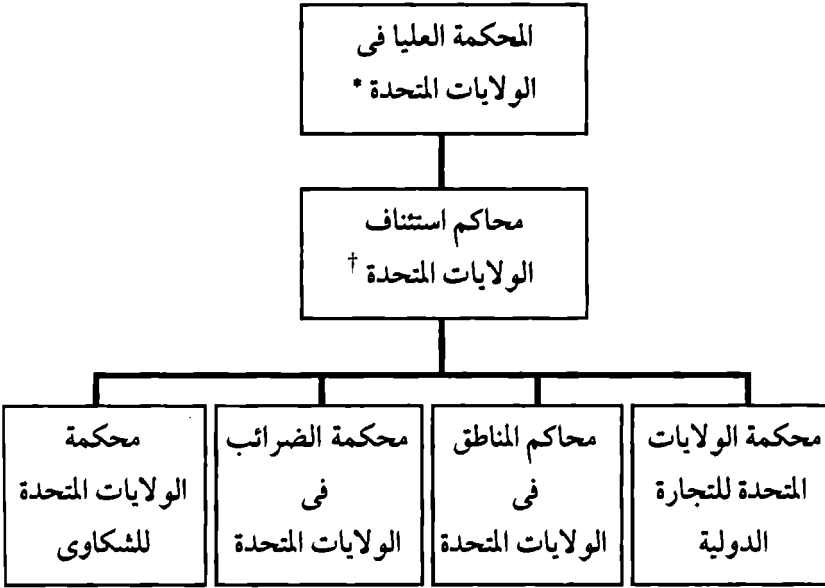 المحكمة العليا فى
الولايات المتحدة *
محاكم استئناف
الولايات المتحدة †
محكمة الولايات
المتحدة للتجارة
الدولية
محاكم المناطق
فى
الولايات المتحدة
محكمة الضرائب
فى
الولايات المتحدة
محكمة
الولايات المتحدة
للشكاوى